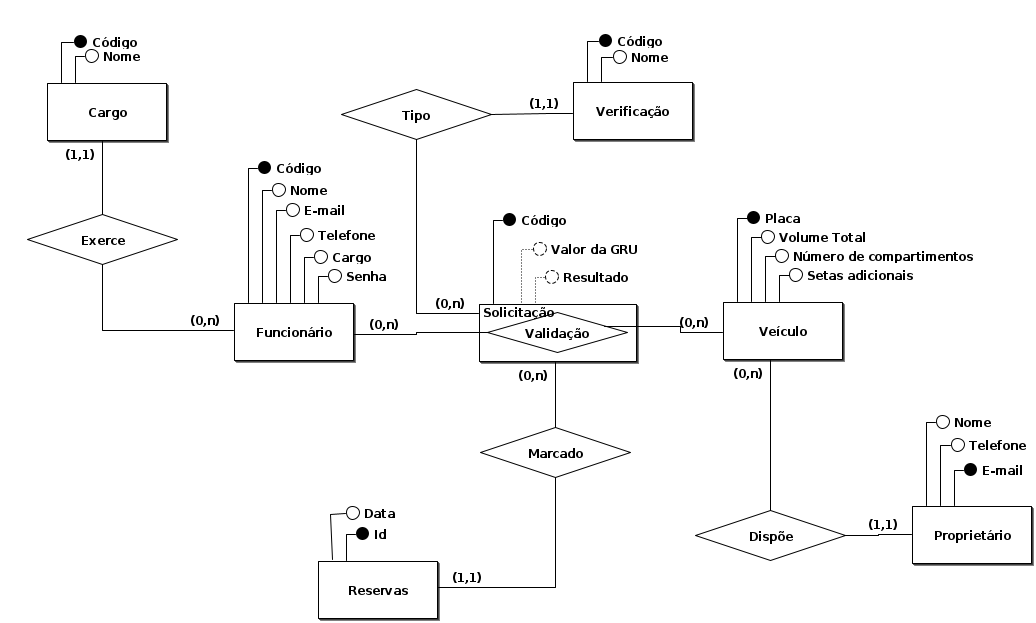 Código
Nome
Cargo
(1,1)
Exerce
(0,n)
Código
Nome
E-mail
Telefone
Cargo
Senha
Funcionário
(0,n)
Tipo
(1,1)
(0,n)
Código
Nome
Verificação
Código
Valor da GRU
Resultado
Solicitação
Validação
(0,n)
(0,n)
Placa
Volume Total
Número de compartimentos
Setas adicionais
Veículo
(0,n)
Marcado
Data
Id
Reservas
(1,1)
Dispõe
(1,1)
Nome
Telefone
E-mail
Proprietário